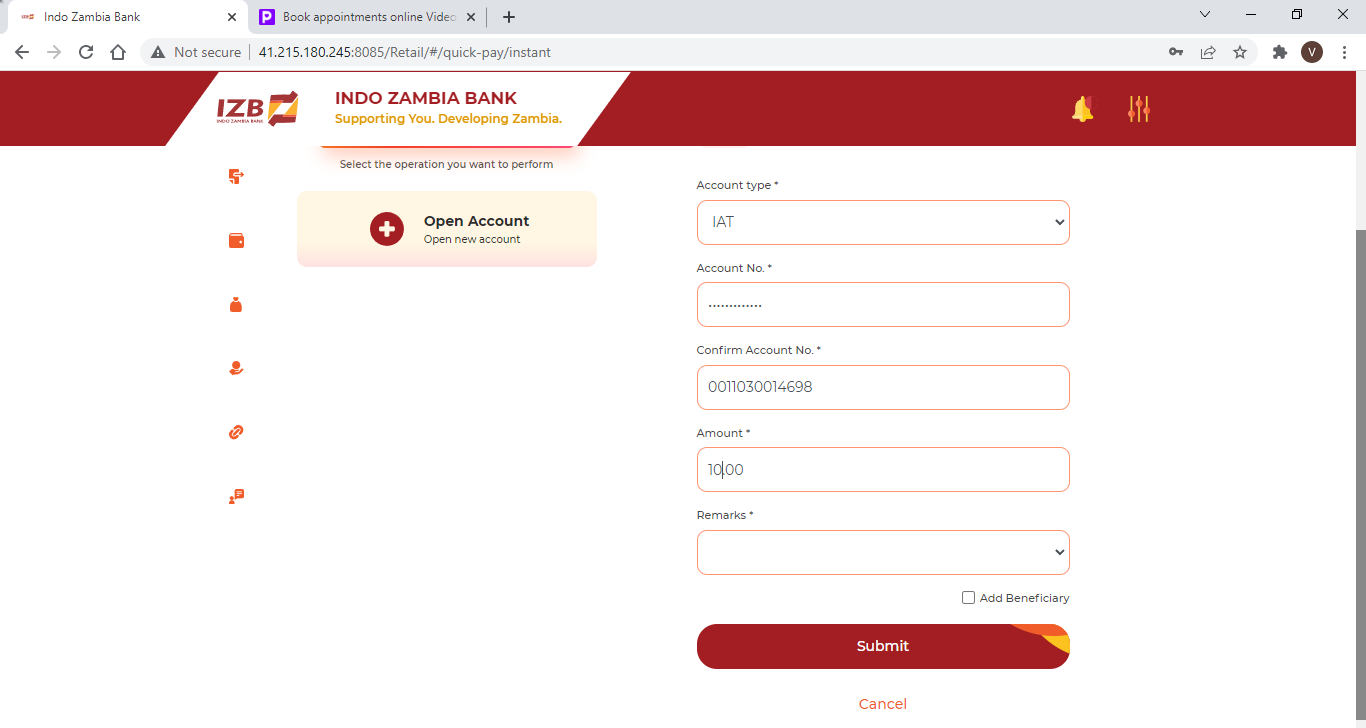 Indo Zambia Bank
Book appointments online Video
Not secure
41.215.180.245:8085/Retail/#/quick-pay/instant
V
IZB
INDO ZAMBIA BANK
INDO ZAMBIA BANK
Supporting You. Developing Zambia.
Select the operation you want to perform
Open Account
Open new account
Account type *
IAT
Account No. *
•••••••••••••
Confirm Account No. *
0011030014698
Amount *
10.00
Remarks *
Add Beneficiary
Submit
Cancel